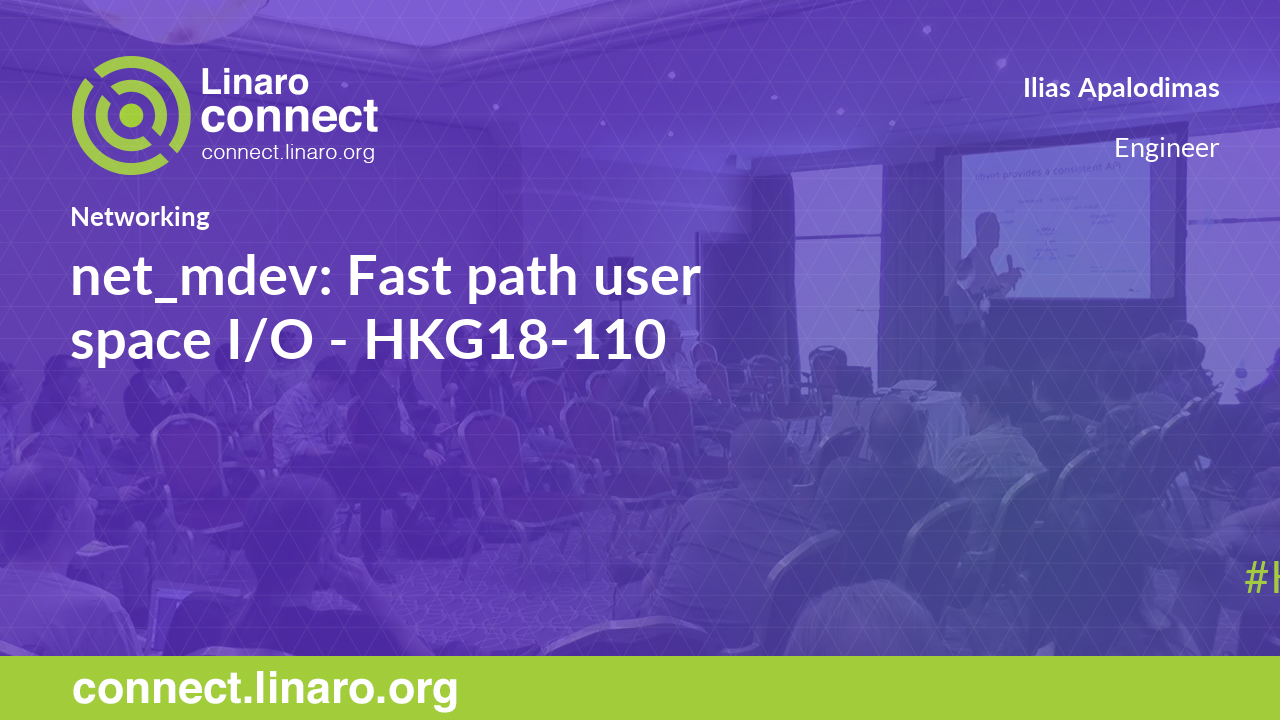 Linaro
connect
connect.linaro.org
Ilias Apalodimas
Engineer
Networking
net_mdev: Fast path user
space I/O - HKG18-110
connect.linaro.org